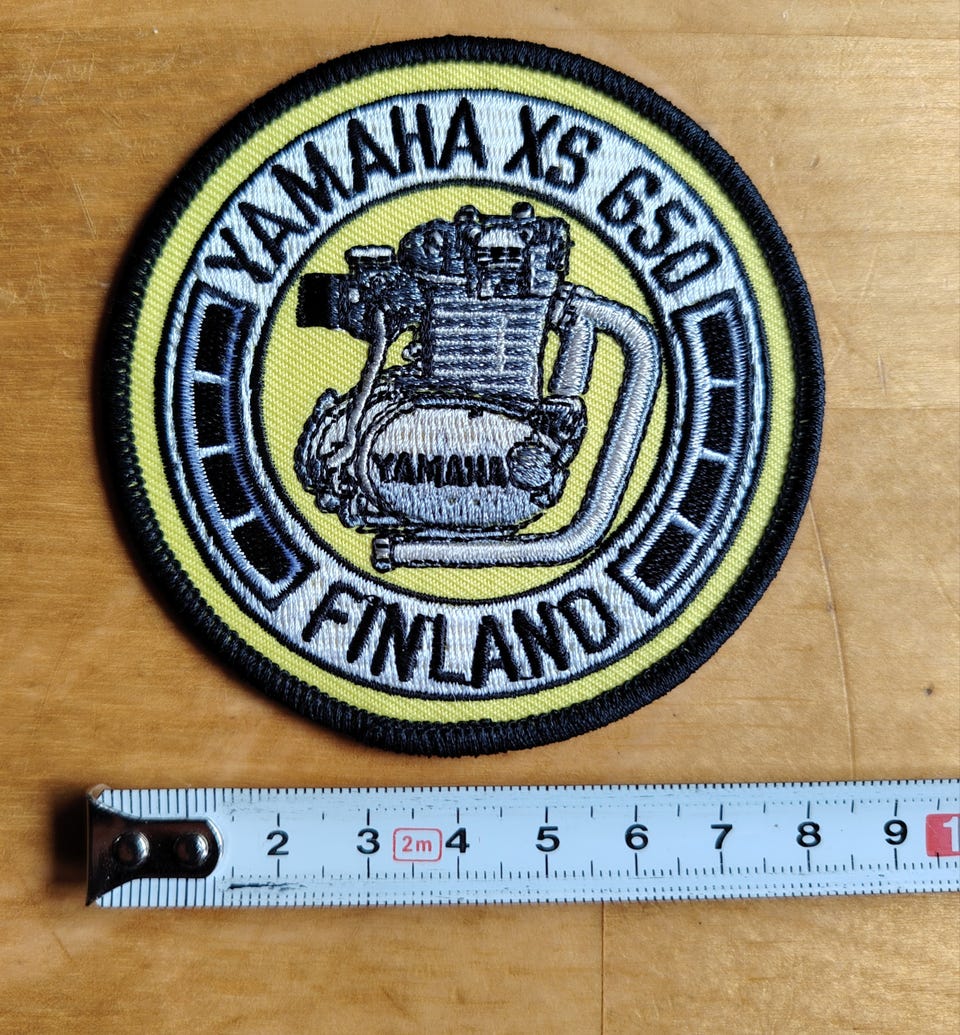 YAMAHA XS 650
YAMAHA
FINLAND
2 3 2m 4 5 6 7 8 9 1